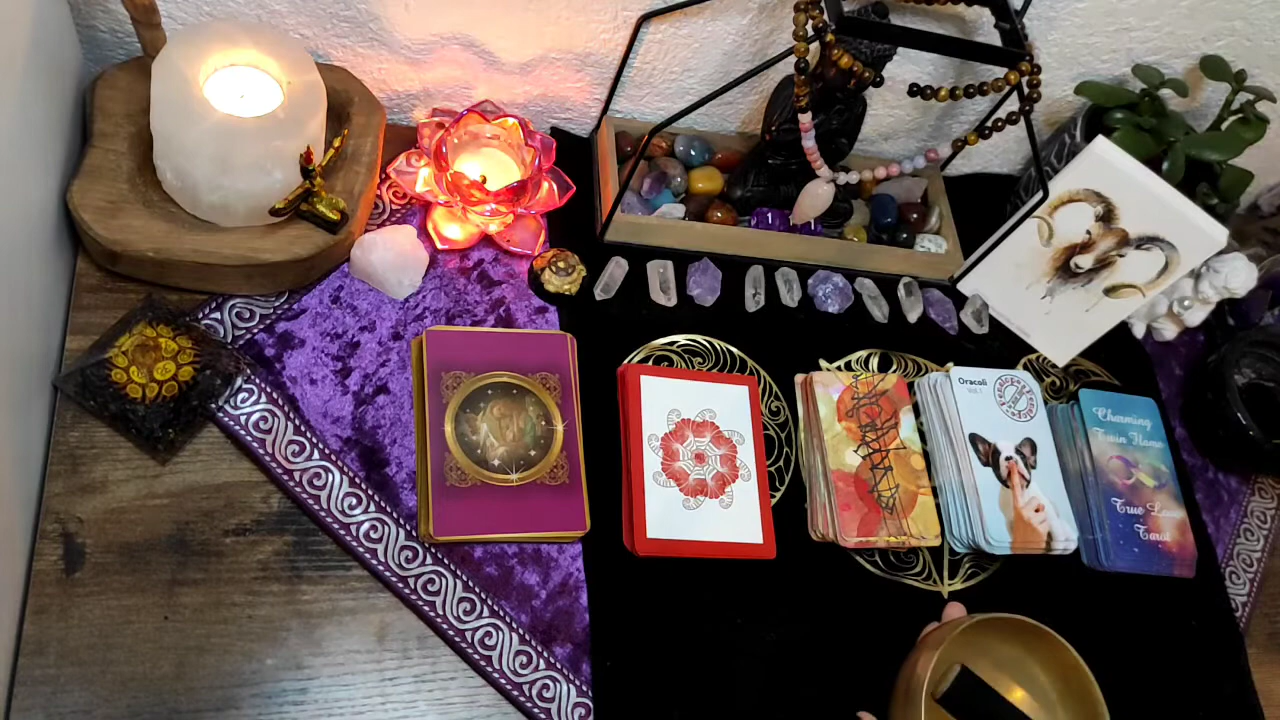 Oracoli
Vol.1
Charming
Twin Flame
True Love
Tarot